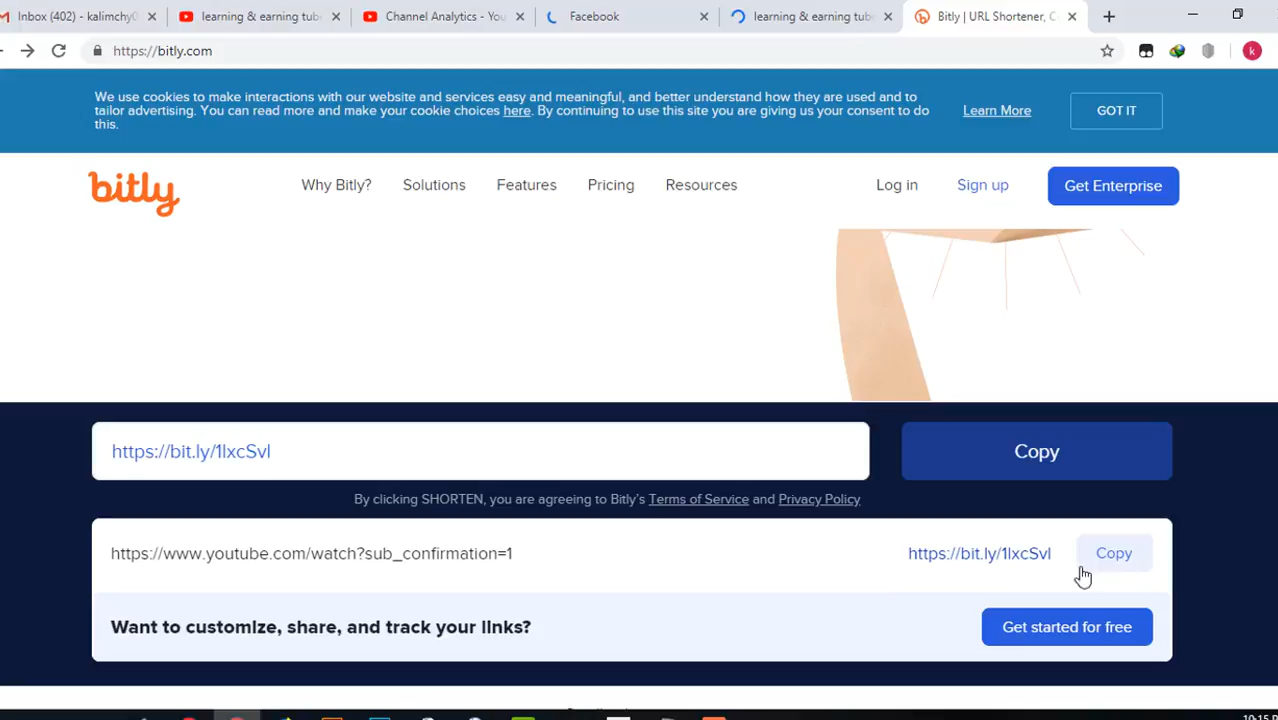 Inbox (402) - kalimchy
learning & earning tub
Channel Analytics - You
Facebook
learning & earning tub
Bitly | URL Shortener, C
https://bitly.com
k
We use cookies to make interactions with our website and services easy and meaningful, and better understand how they are used and to
tailor advertising. You can read more and make your cookie choices here. By continuing to use this site you are giving us your consent to do
this.
Learn More
GOT IT
bitly
Why Bitly?
Solutions
Features
Pricing
Resources
Log in
Sign up
Get Enterprise
https://bit.ly/1lxcSvl
Copy
By clicking SHORTEN, you are agreeing to Bitly's Terms of Service and Privacy Policy
https://www.youtube.com/watch?sub_confirmation=1
https://bit.ly/1lxcSvl
Copy
Want to customize, share, and track your links?
Get started for free